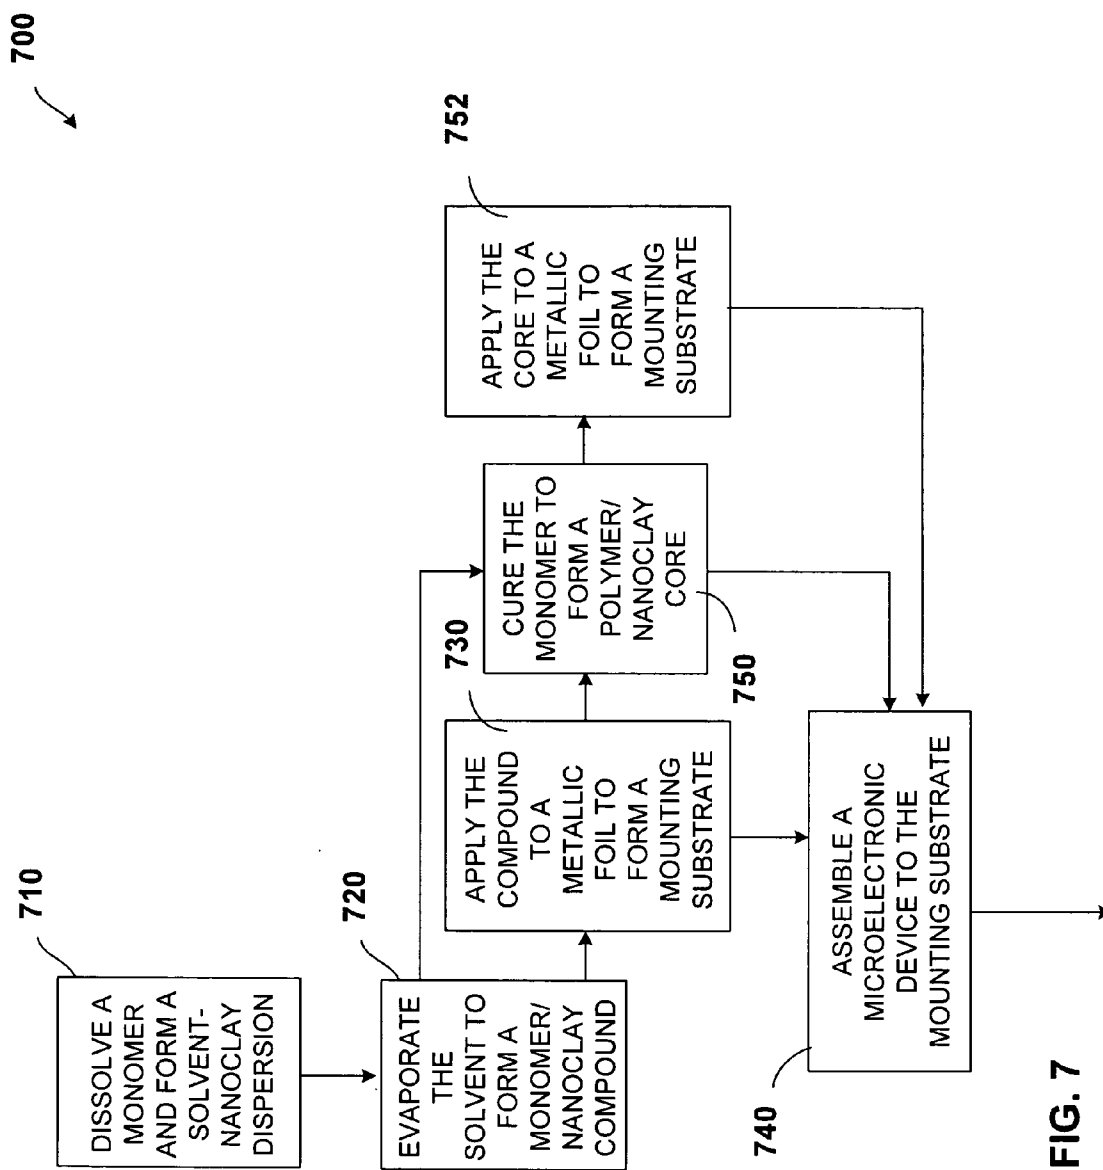 700
710
DISSOLVE A
MONOMER
AND FORM A
SOLVENT-
NANOCLAY
DISPERSION
720
EVAPORATE
THE
SOLVENT TO
FORM A
MONOMER/
NANOCLAY
COMPOUND
730
APPLY THE
COMPOUND
TO A
METALLIC
FOIL TO
FORM A
MOUNTING
SUBSTRATE
CURE THE
MONOMER TO
FORM A
POLYMER/
NANOCLAY
CORE
750
752
APPLY THE
CORE TO A
METALLIC
FOIL TO
FORM A
MOUNTING
SUBSTRATE
740
ASSEMBLE A
MICROELECTRONIC
DEVICE TO THE
MOUNTING SUBSTRATE
FIG. 7